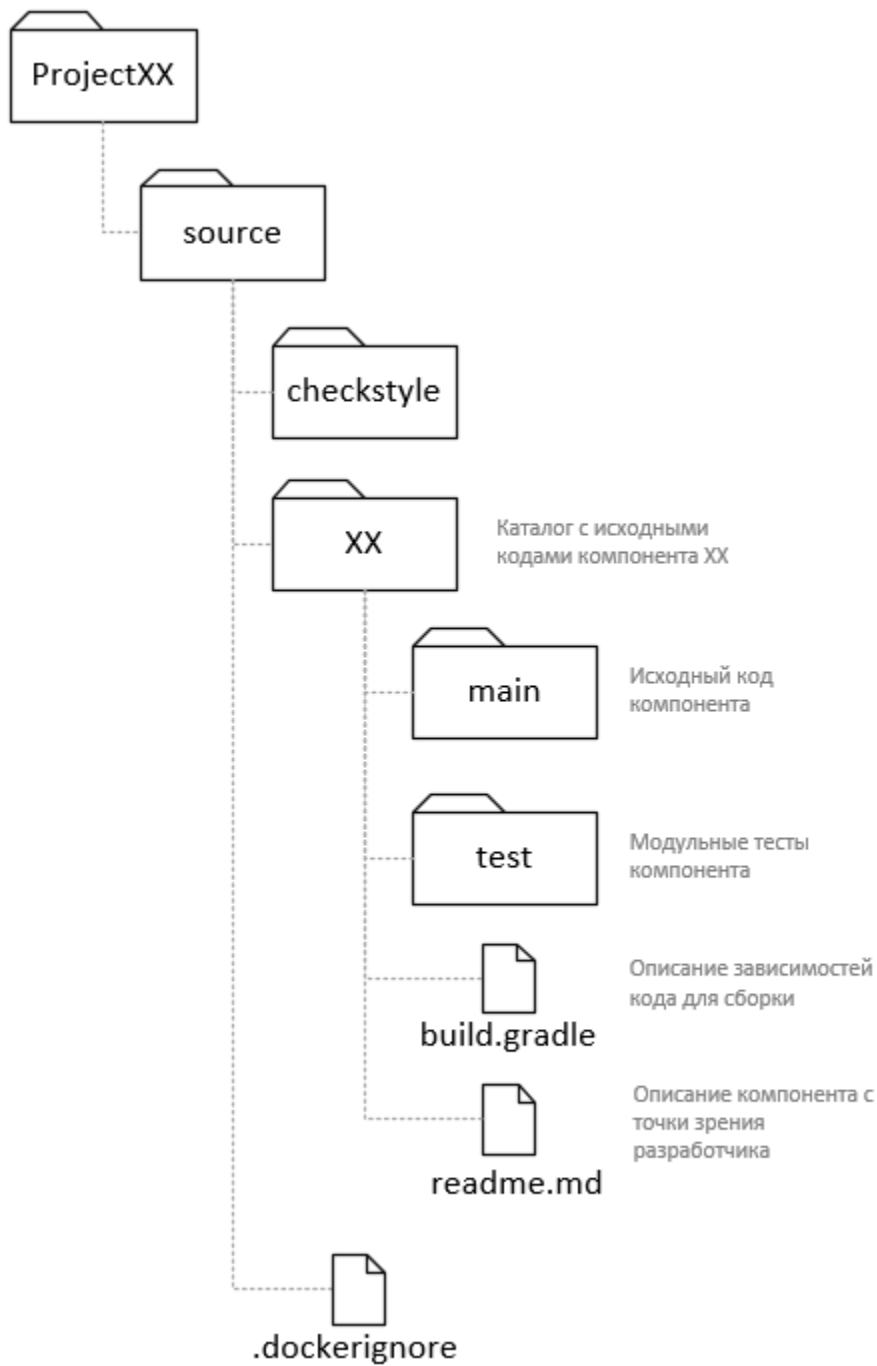 ProjectXX
source
checkstyle
XX
Каталог с исходными
кодами компонента XX
main
Исходный код
компонента
test
Модульные тесты
компонента
build.gradle
Описание зависимостей
кода для сборки
readme.md
Описание компонента с
точки зрения
разработчика
.dockerignore